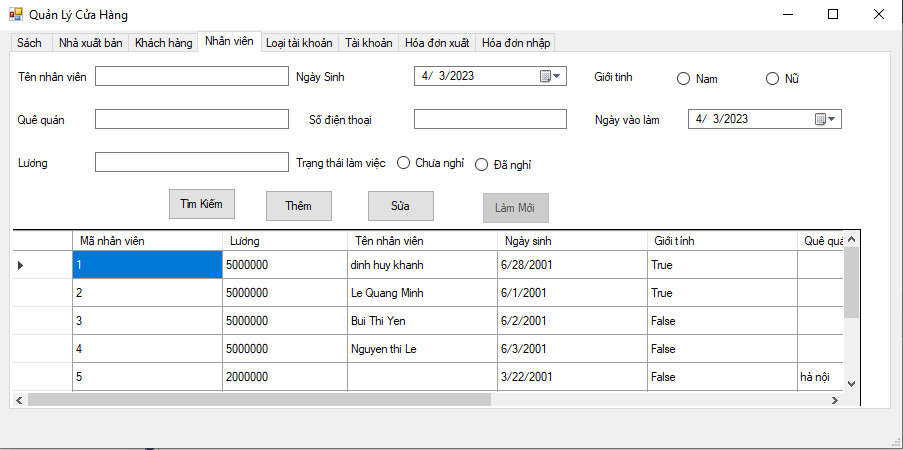 Quản Lý Cửa Hàng
Sách Nhà xuất bản Khách hàng Nhân viên Loại tài khoản Tài khoản Hóa đơn xuất Hóa đơn nhập
Tên nhân viên Ngày Sinh 4/ 3/2023 Giới tinh Nam Nữ
Quê quán Số điện thoại Ngày vào làm 4/ 3/2023
Lương Trạng thái làm việc Chưa nghỉ Đã nghỉ
Tìm Kiếm Thêm Sửa Làm Mới
Mã nhân viên Lương Tên nhân viên Ngày sinh Giới tính Quê quá
1 5000000 dinh huy khanh 6/28/2001 True
2 5000000 Le Quang Minh 6/1/2001 True
3 5000000 Bui Thi Yen 6/2/2001 False
4 5000000 Nguyen thi Le 6/3/2001 False
5 2000000 3/22/2001 False hà nội